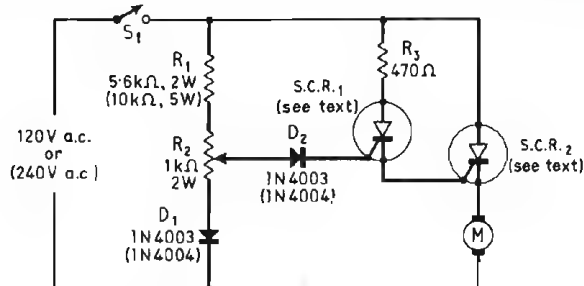 S1
R1
5·6kΩ, 2W
(10kΩ, 5W)
R3
470Ω
S.C.R.1
(see text)
120V a.c.
or
(240V a.c)
R2
1kΩ
2W
D2
1N4003
(1N4004)
S.C.R.2
(see text)
D1
1N4003
(1N4004)
M